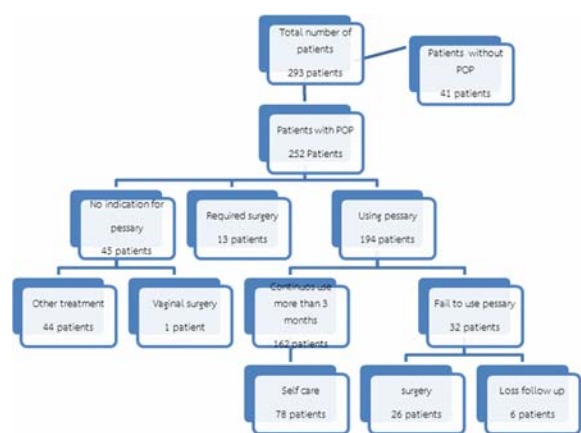 Total number of
patients
293 patients
Patients without
POP
41 patients
Patients with POP
252 Patients
No indication for
pessary
45 patients
Required surgery
13 patients
Using pessary
194 patients
Other treatment
44 patients
Vaginal surgery
1 patient
Continuos use
more than 3
months
162 patients
Fail to use pessary
32 patients
Self care
78 patients
surgery
26 patients
Loss follow up
6 patients